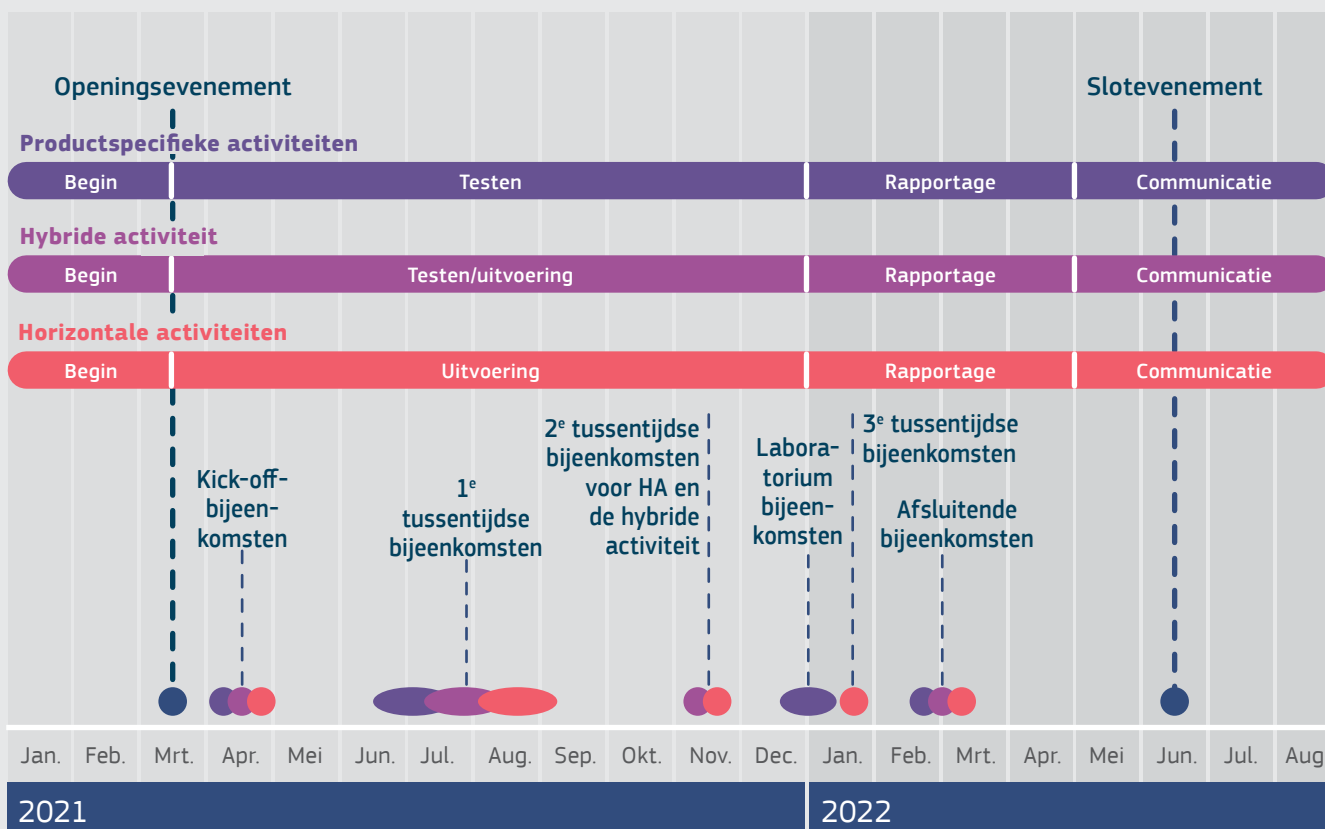 Openingsevenement
Slotevenement
Productspecifieke activiteiten
Begin
Testen
Rapportage
Communicatie
Hybride activiteit
Begin
Testen/uitvoering
Rapportage
Communicatie
Horizontale activiteiten
Begin
Uitvoering
Rapportage
Communicatie
Kick-off-
bijeen-
komsten
1e
tussentijdse
bijeenkomsten
2e tussentijdse
bijeenkomsten
voor HA en
de hybride
activiteit
Labora-
torium
bijeen-
komsten
3e tussentijdse
bijeenkomsten
Afsluitende
bijeenkomsten
Jan. Feb. Mrt. Apr. Mei Jun. Jul. Aug. Sep. Okt. Nov. Dec. Jan. Feb. Mrt. Apr. Mei Jun. Jul. Aug
2021
2022